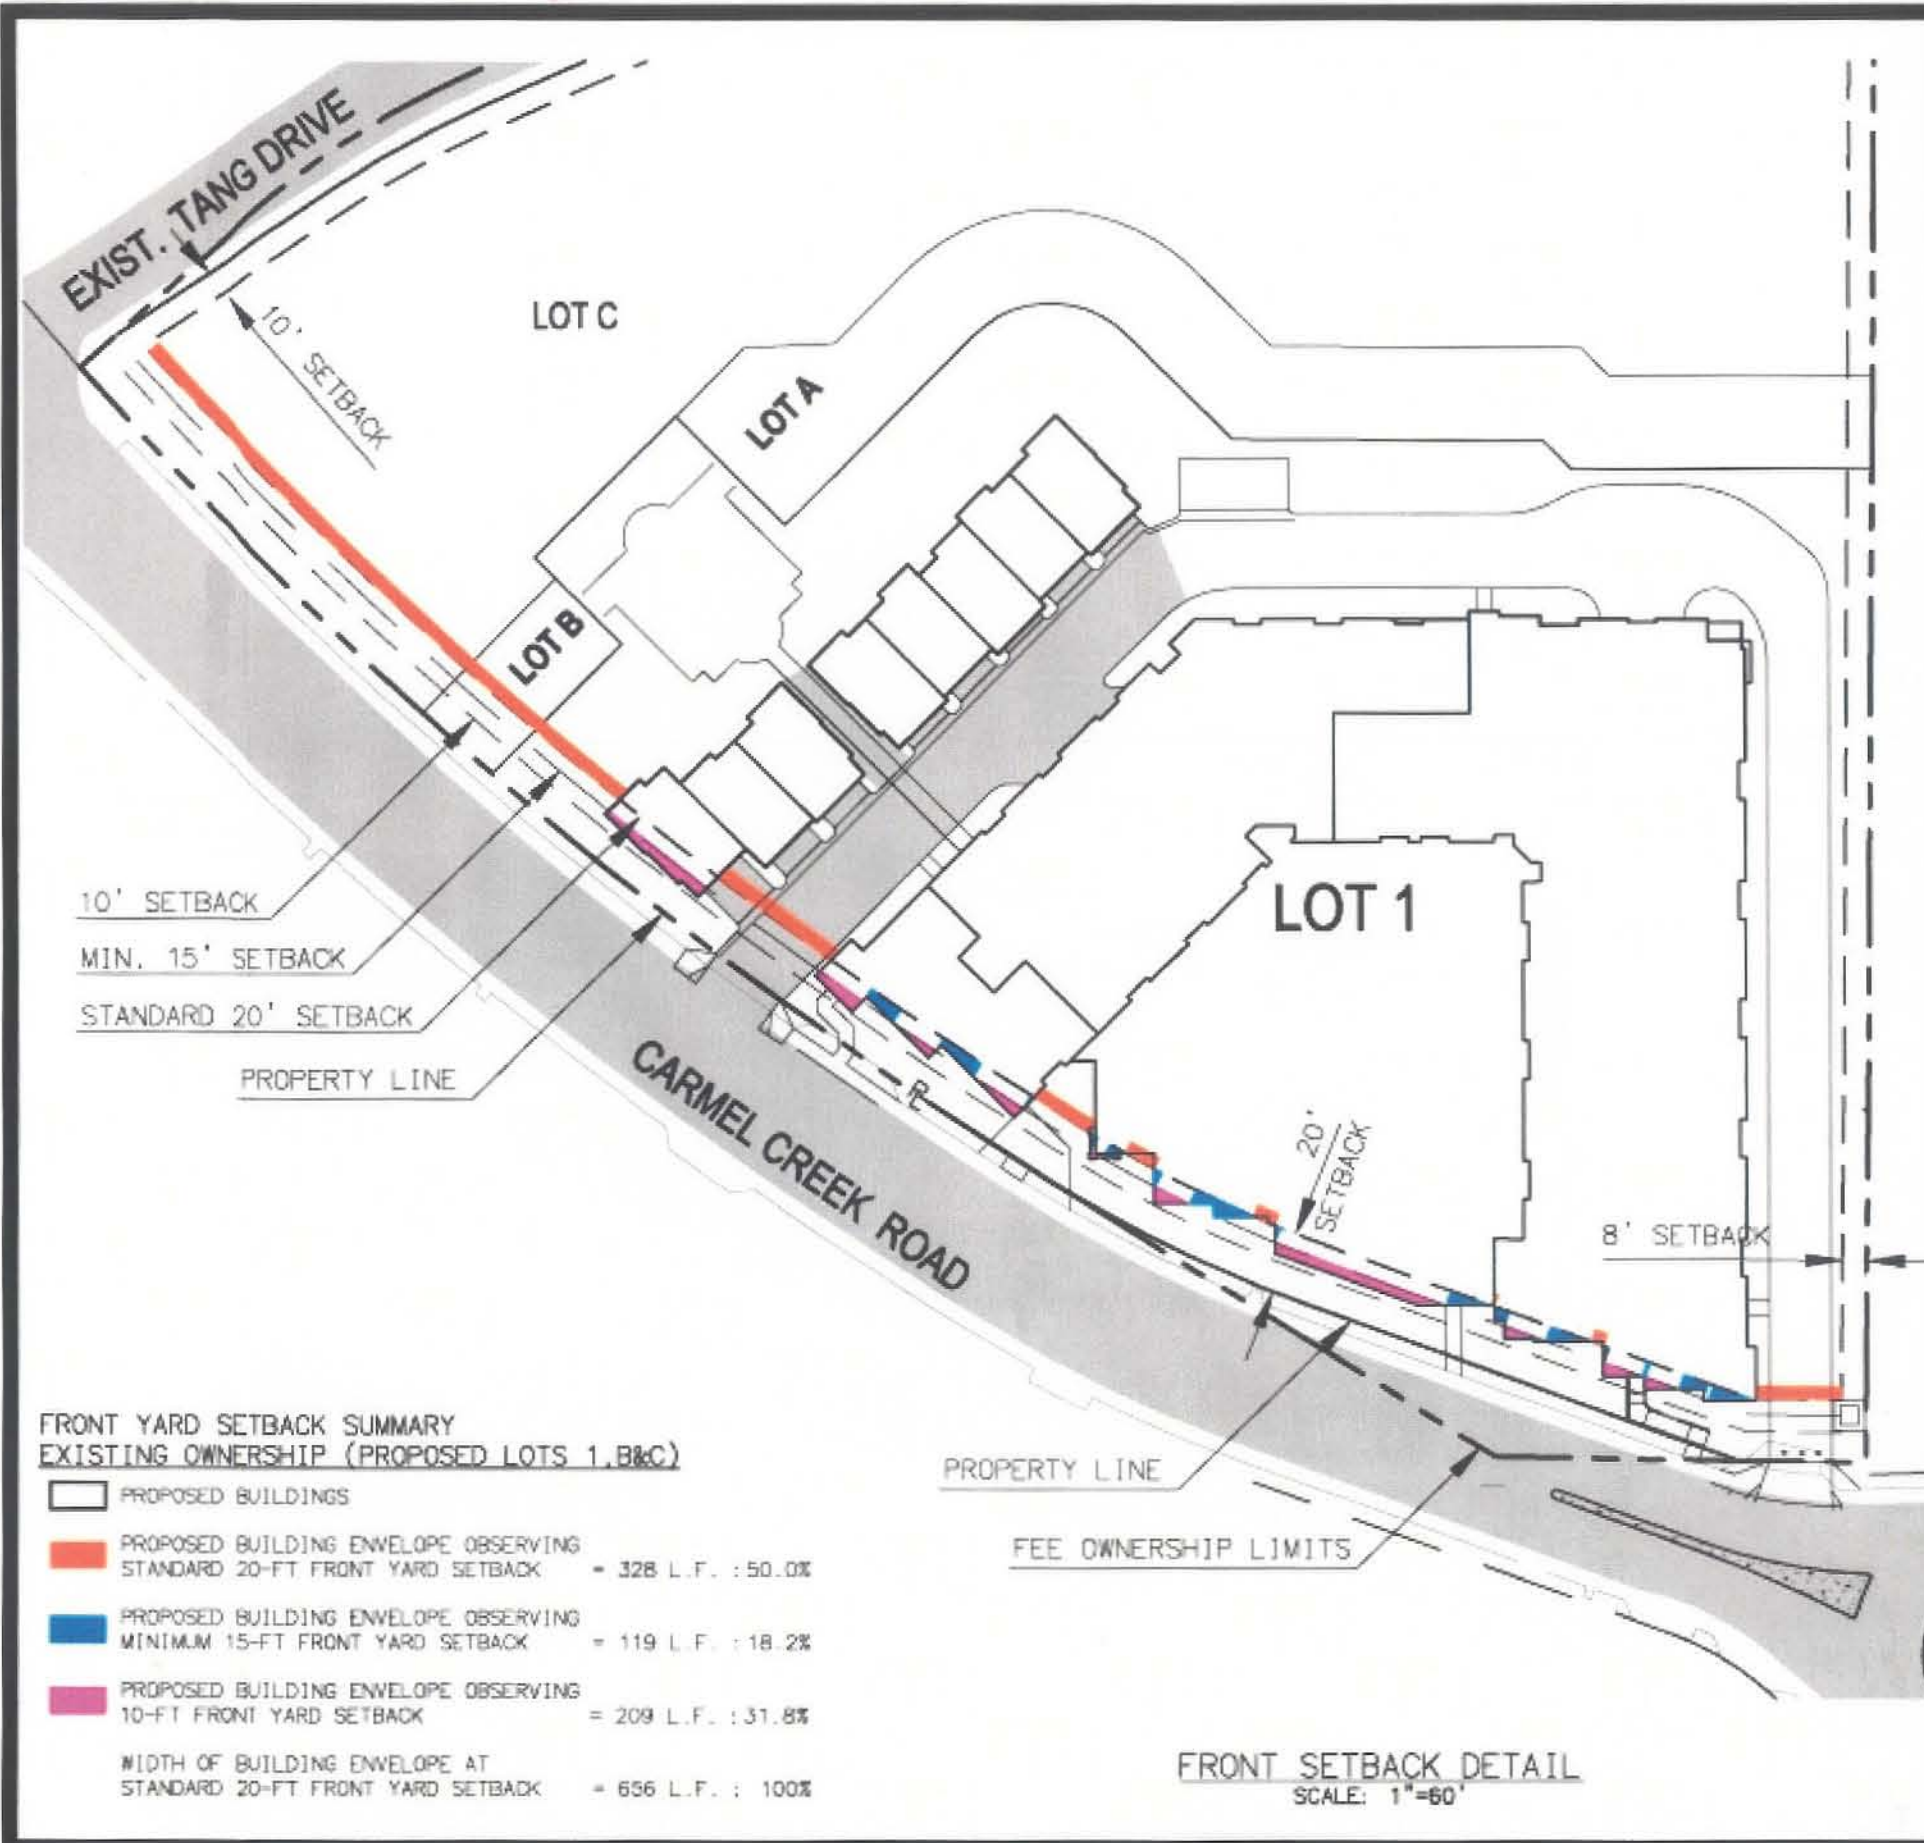 EXIST. TANG DRIVE
10' SETBACK
LOT C
LOT A
LOT B
LOT 1
10' SETBACK
MIN. 15' SETBACK
STANDARD 20' SETBACK
PROPERTY LINE
CARMEL CREEK ROAD
PL
20'
SETBACK
8' SETBACK
PROPERTY LINE
FEE OWNERSHIP LIMITS
FRONT YARD SETBACK SUMMARY
EXISTING OWNERSHIP (PROPOSED LOTS 1,B&C)
PROPOSED BUILDINGS
PROPOSED BUILDING ENVELOPE OBSERVING
STANDARD 20-FT FRONT YARD SETBACK = 328 L.F. : 50.0%
PROPOSED BUILDING ENVELOPE OBSERVING
MINIMUM 15-FT FRONT YARD SETBACK = 119 L.F. : 18.2%
PROPOSED BUILDING ENVELOPE OBSERVING
10-FT FRONT YARD SETBACK = 209 L.F. : 31.8%
WIDTH OF BUILDING ENVELOPE AT
STANDARD 20-FT FRONT YARD SETBACK = 656 L.F. : 100%
FRONT SETBACK DETAIL
SCALE: 1"=60'